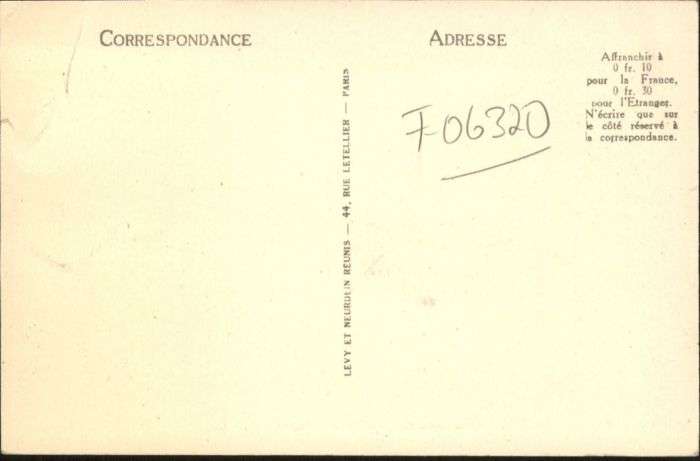 CORRESPONDANCE
ADRESSE
Affranchir à
0 fr. 10
pour la France,
0 fr. 30
pour l'Etranger.
N'écrire que sur
le côté réservé à
la correspondance.
F06320
LEVY ET NEURDEIN RÉUNIS — 44, RUE LETELLIER — PARIS